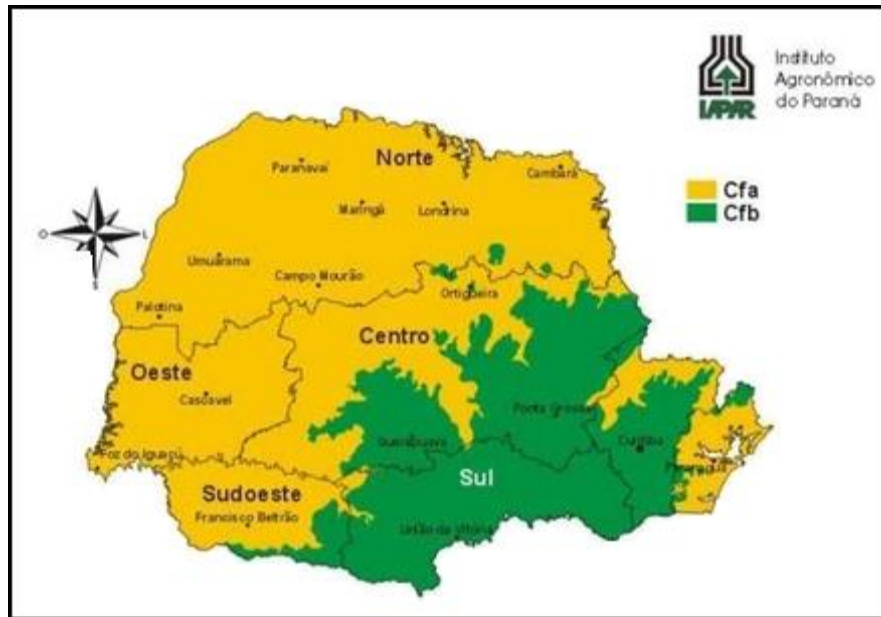 Instituto
Agronômico
do Paraná
IAPAR
Cfa
Cfb
Norte
Paranavaí
Cambará
Maringá
Londrina
O
L
S
Umuarama
Campo Mourão
Ortigueira
Palotina
Centro
Oeste
Cascavel
Ponta Grossa
Guarapuava
Curitiba
Foz do Iguaçú
Paranaguá
Sul
Sudoeste
Francisco Beltrão
União da Vitória